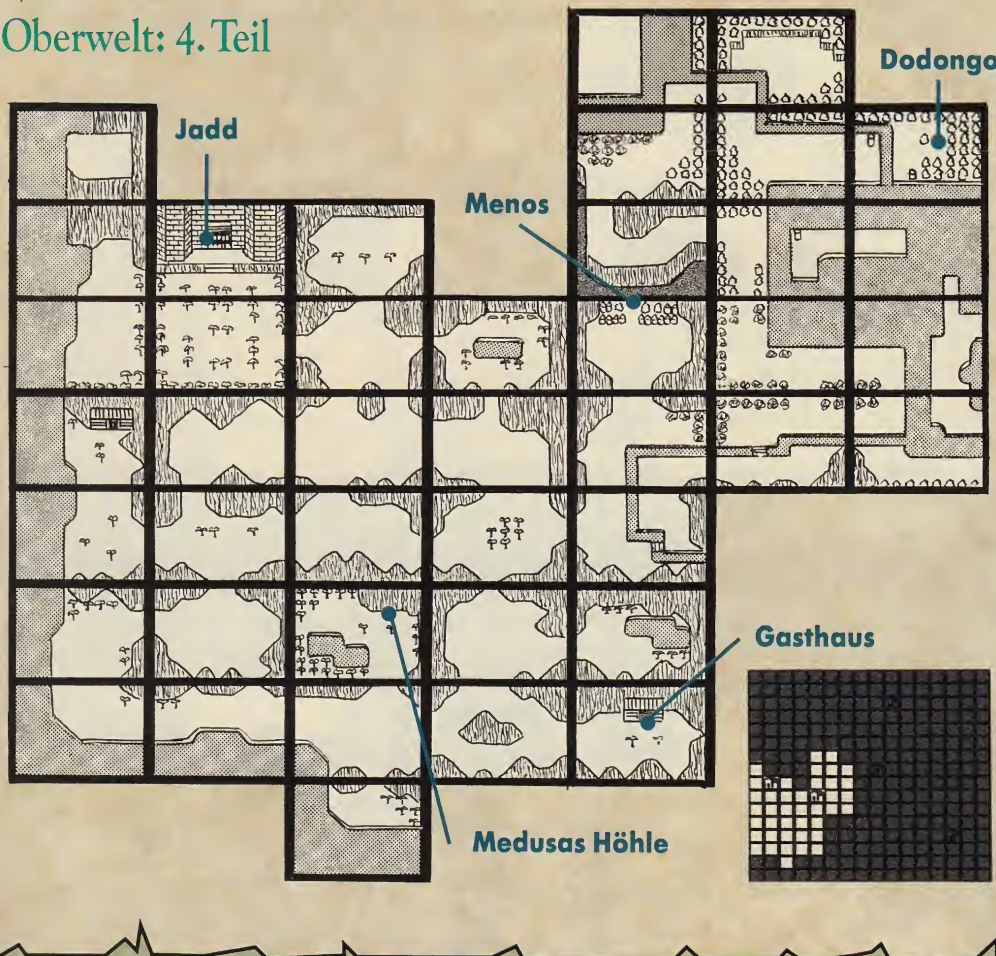 Oberwelt: 4. Teil
Dodongo
Jadd
Menos
Gasthaus
Medusas Höhle